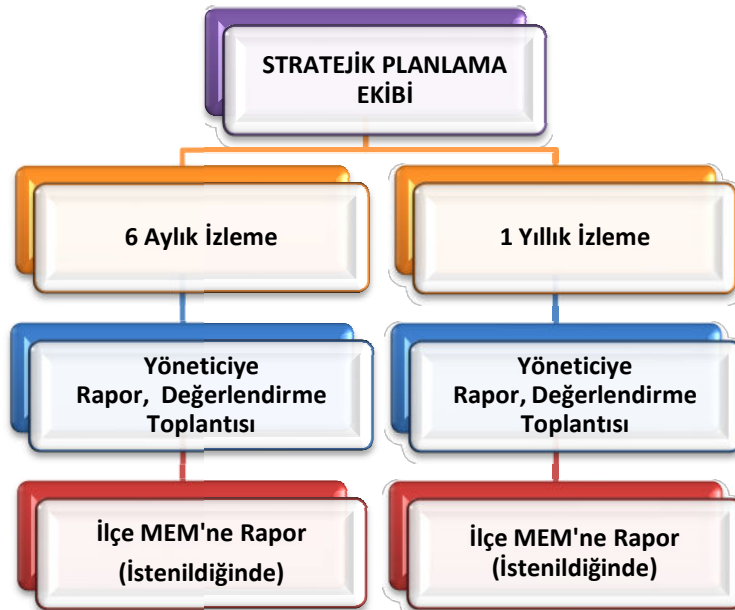 STRATEJİK PLANLAMA
EKİBİ
6 Aylık İzleme
1 Yıllık İzleme
Yöneticiye
Rapor, Değerlendirme
Toplantısı
Yöneticiye
Rapor, Değerlendirme
Toplantısı
İlçe MEM'ne Rapor
(İstenildiğinde)
İlçe MEM'ne Rapor
(İstenildiğinde)